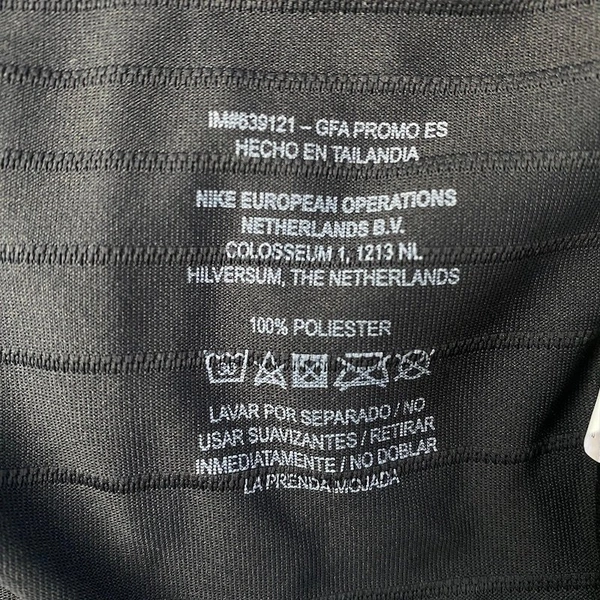 IM#639121 – GFA PROMO ES
HECHO EN TAILANDIA
NIKE EUROPEAN OPERATIONS
NETHERLANDS B.V.
COLOSSEUM 1, 1213 NL
HILVERSUM, THE NETHERLANDS
100% POLIESTER
30
LAVAR POR SEPARADO / NO
USAR SUAVIZANTES / RETIRAR
INMEDIATAMENTE / NO DOBLAR
LA PRENDA MOJADA